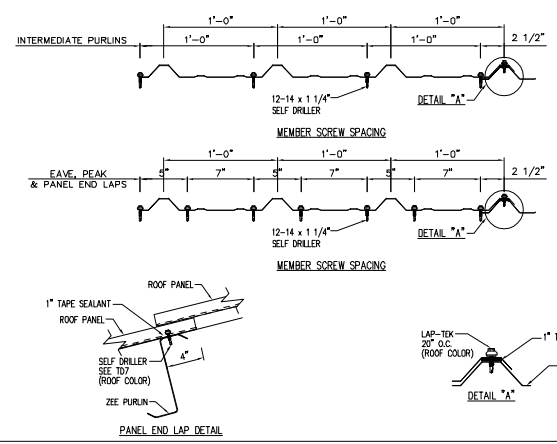 1'-0"
1'-0"
1'-0"
INTERMEDIATE PURLINS
1'-0"
1'-0"
1'-0"
2 1/2"
12-14 x 1 1/4"
SELF DRILLER
DETAIL "A"
MEMBER SCREW SPACING
1'-0"
1'-0"
1'-0"
EAVE, PEAK
& PANEL END LAPS
5"
7"
5"
7"
5"
7"
2 1/2"
12-14 x 1 1/4"
SELF DRILLER
DETAIL "A"
MEMBER SCREW SPACING
ROOF PANEL
1" TAPE SEALANT
ROOF PANEL
SELF DRILLER
SEE TD7
(ROOF COLOR)
4"
ZEE PURLIN
PANEL END LAP DETAIL
LAP-TEK
20" O.C.
(ROOF COLOR)
1"
DETAIL "A"